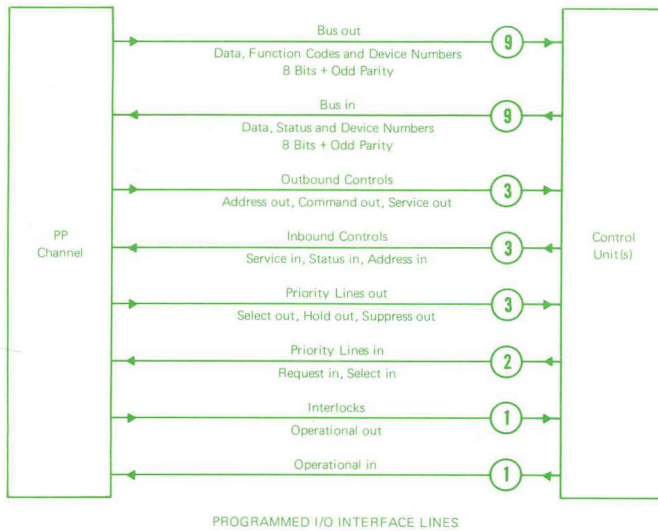 Bus out
9
Data, Function Codes and Device Numbers
8 Bits + Odd Parity
Bus in
9
Data, Status and Device Numbers
8 Bits + Odd Parity
Outbound Controls
3
Address out, Command out, Service out
PP
Channel
Inbound Controls
3
Service in, Status in, Address in
Control
Unit(s)
Priority Lines out
3
Select out, Hold out, Suppress out
Priority Lines in
2
Request in, Select in
Interlocks
1
Operational out
Operational in
1
PROGRAMMED I/O INTERFACE LINES